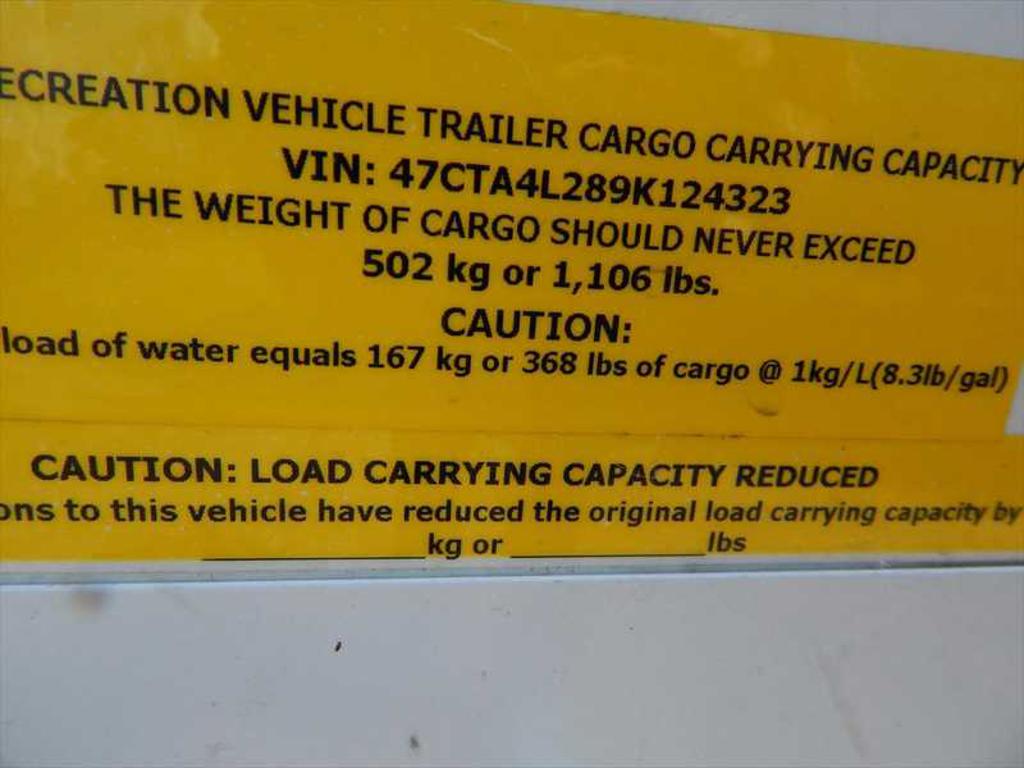 ECREATION VEHICLE TRAILER CARGO CARRYING CAPACITY
VIN: 47CTA4L289K124323
THE WEIGHT OF CARGO SHOULD NEVER EXCEED
502 kg or 1,106 lbs.
CAUTION:
load of water equals 167 kg or 368 lbs of cargo @ 1kg/L(8.3lb/gal)
CAUTION: LOAD CARRYING CAPACITY REDUCED
ons to this vehicle have reduced the original load carrying capacity by
____________kg or ____________lbs